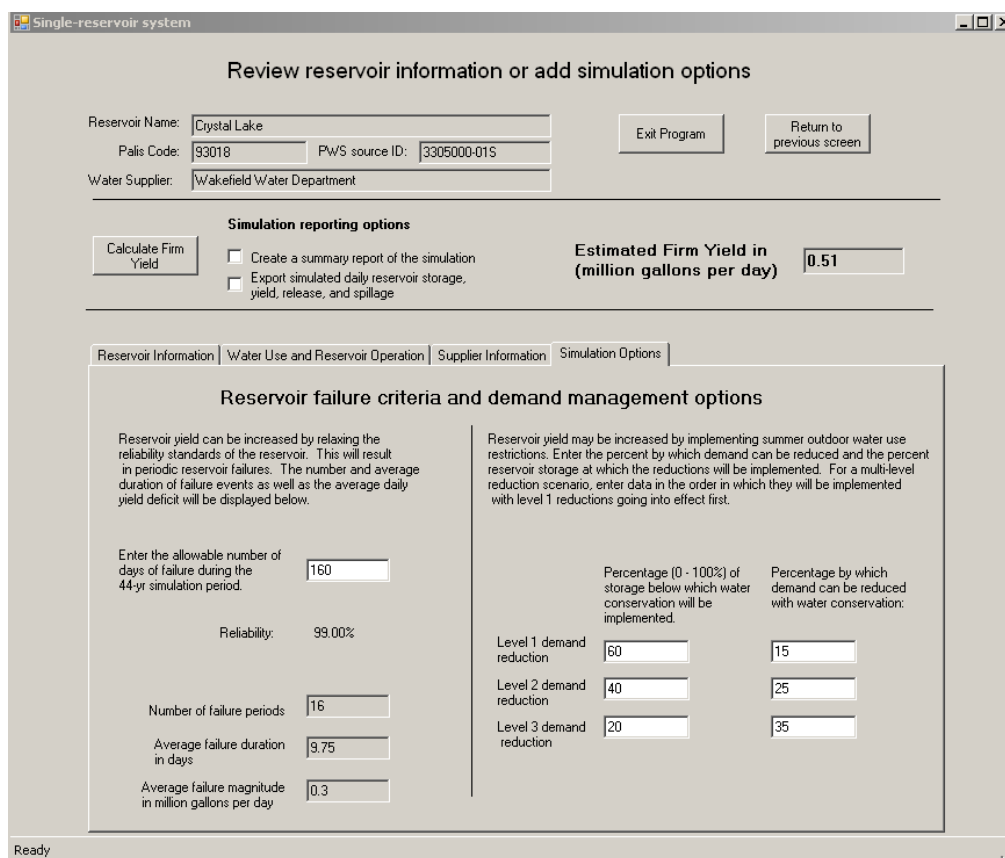 Single-reservoir system
Review reservoir information or add simulation options
Reservoir Name: Crystal Lake
Exit Program
Return to
previous screen
Palis Code: 93018 PWS source ID: 3305000-01S
Water Supplier: Wakefield Water Department
Calculate Firm
Yield
Simulation reporting options
Create a summary report of the simulation
Export simulated daily reservoir storage,
yield, release, and spillage
Estimated Firm Yield in
(million gallons per day) 0.51
Reservoir Information Water Use and Reservoir Operation Supplier Information Simulation Options
Reservoir failure criteria and demand management options
Reservoir yield can be increased by relaxing the
reliability standards of the reservoir. This will result
in periodic reservoir failures. The number and average
duration of failure events as well as the average daily
yield deficit will be displayed below.
Enter the allowable number of
days of failure during the
44-yr simulation period.
160
Reliability: 99.00%
Number of failure periods 16
Average failure duration
in days
9.75
Average failure magnitude
in million gallons per day
0.3
Reservoir yield may be increased by implementing summer outdoor water use
restrictions. Enter the percent by which demand can be reduced and the percent
reservoir storage at which the reductions will be implemented. For a multi-level
reduction scenario, enter data in the order in which they will be implemented
with level 1 reductions going into effect first.
Percentage (0 - 100%) of
storage below which water
conservation will be
implemented.
Percentage by which
demand can be reduced
with water conservation:
Level 1 demand
reduction
60 15
Level 2 demand
reduction
40 25
Level 3 demand
reduction
20 35
Ready